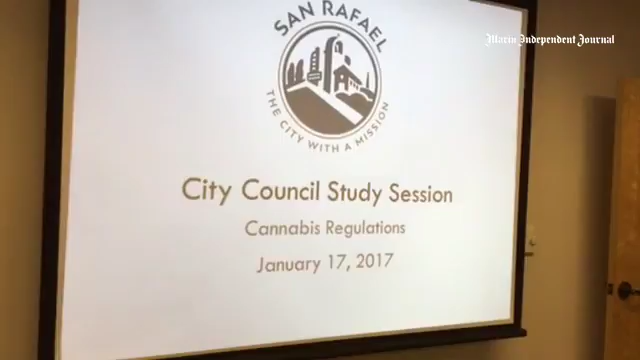 Marin Independent Journal
SAN RAFAEL
THE CITY WITH A MISSION
City Council Study Session
Cannabis Regulations
January 17, 2017